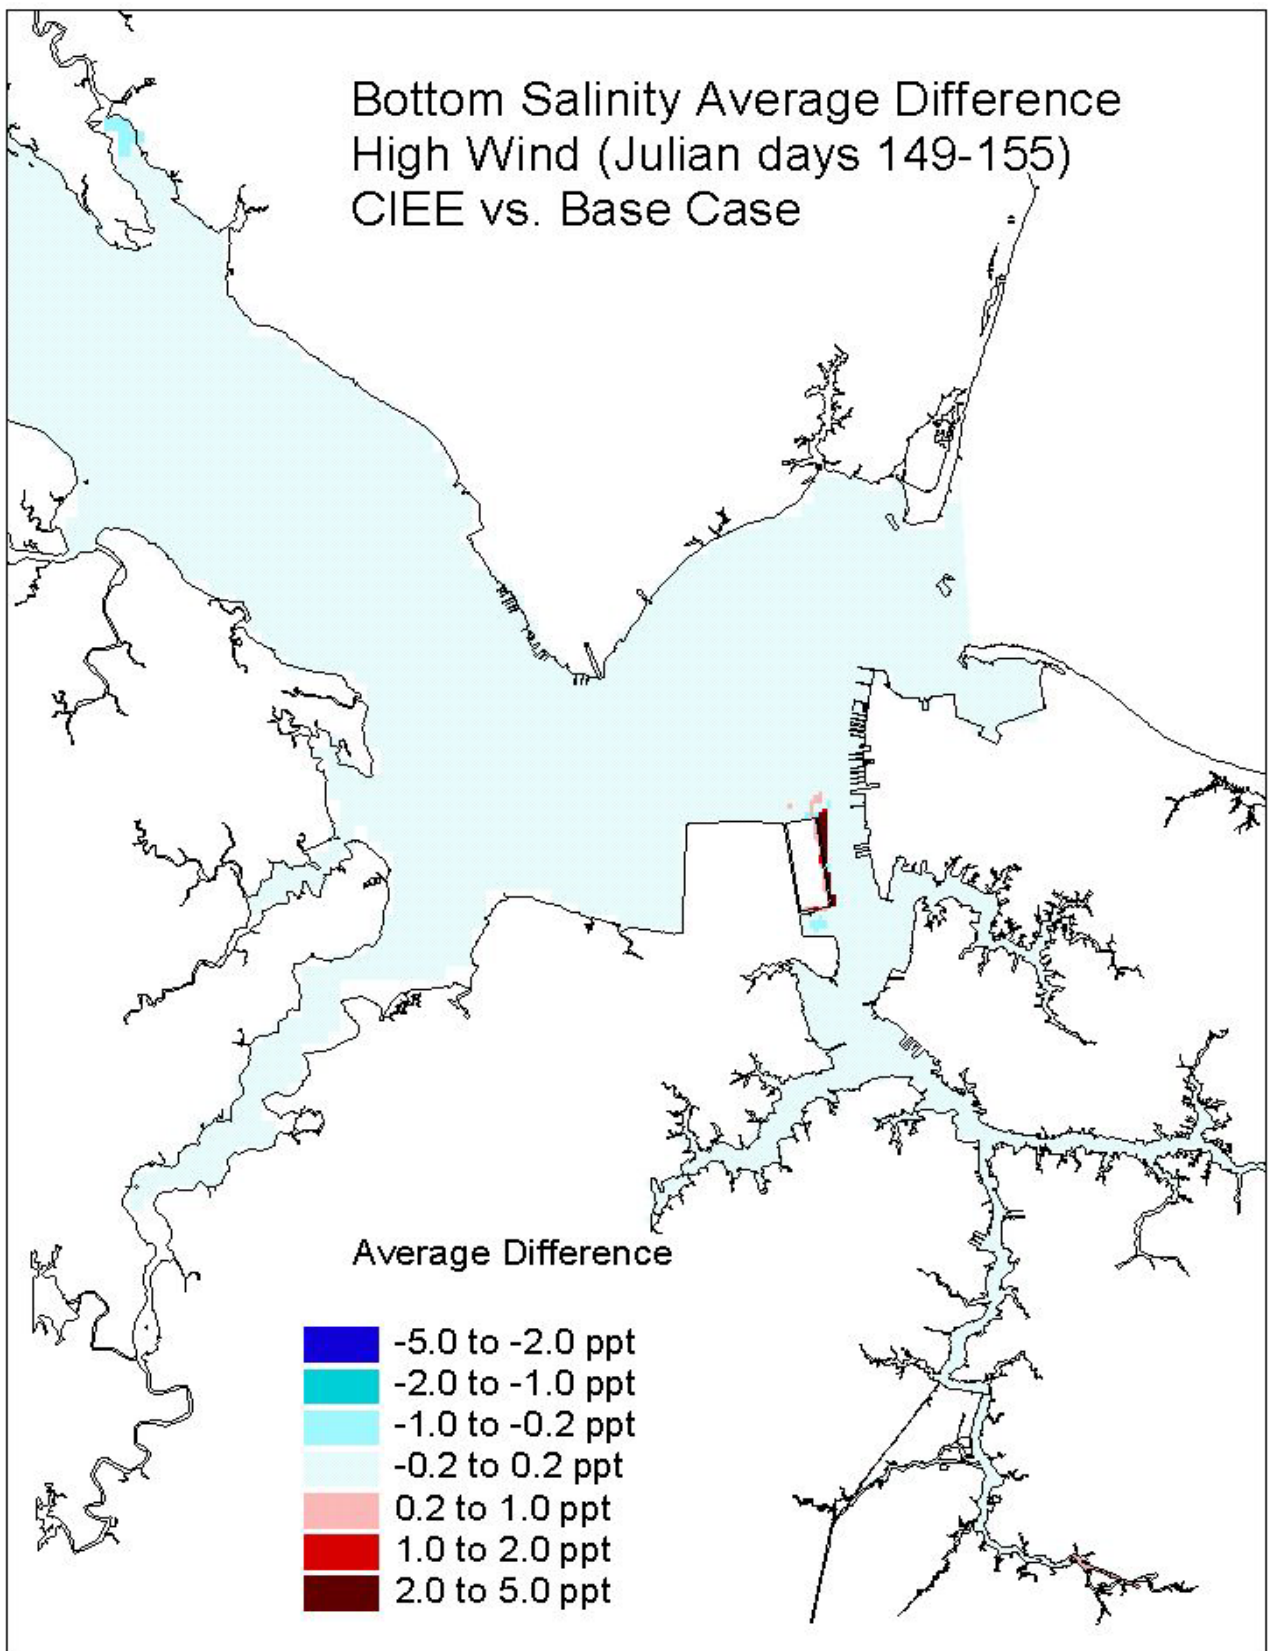 Bottom Salinity Average Difference
High Wind (Julian days 149-155)
CIEE vs. Base Case
Average Difference
-5.0 to -2.0 ppt
-2.0 to -1.0 ppt
-1.0 to -0.2 ppt
-0.2 to 0.2 ppt
0.2 to 1.0 ppt
1.0 to 2.0 ppt
2.0 to 5.0 ppt